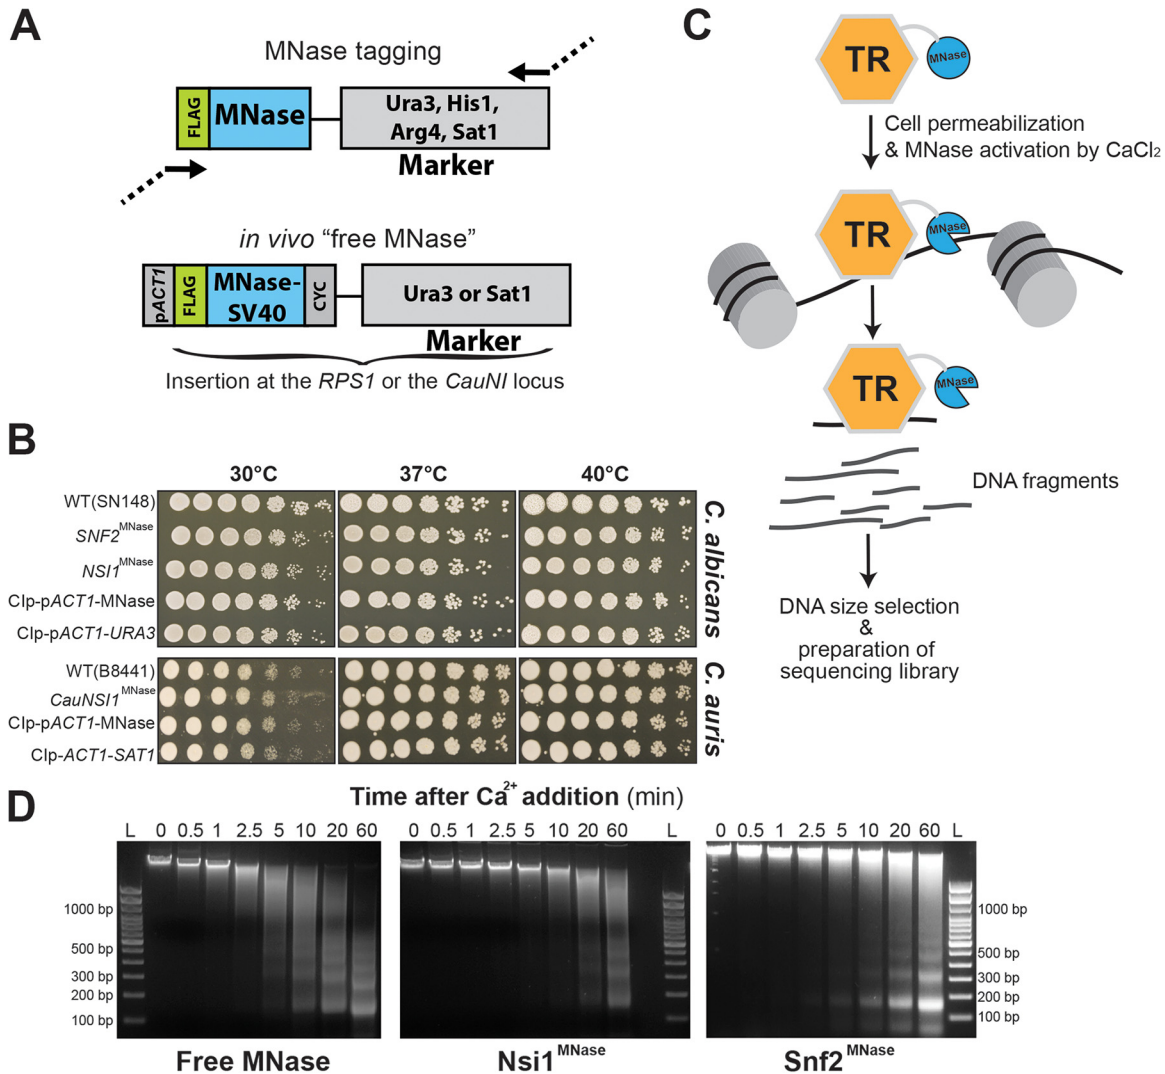 A
MNase tagging
FLAG
MNase
Ura3, His1,
Arg4, Sat1
Marker
in vivo “free MNase”
pACT1
FLAG
MNase-
SV40
CYC
Ura3 or Sat1
Marker
Insertion at the RPS1 or the CauNI locus
B
30°C 37°C 40°C
WT(SN148)
SNF2MNase
NSI1MNase
CIp-pACT1-MNase
CIp-pACT1-URA3
C. albicans
WT(B8441)
CauNSI1MNase
CIp-pACT1-MNase
CIp-ACT1-SAT1
C. auris
C
TR
MNase
Cell permeabilization
& MNase activation by CaCl2
TR
MNase
TR
MNase
DNA fragments
DNA size selection
&
preparation of
sequencing library
D
Time after Ca2+ addition (min)
L 0 0.5 1 2.5 5 10 20 60
0 0.5 1 2.5 5 10 20 60 L
0 0.5 1 2.5 5 10 20 60 L
1000 bp
500 bp
300 bp
200 bp
100 bp
1000 bp
500 bp
300 bp
200 bp
100 bp
Free MNase
Nsi1MNase
Snf2MNase